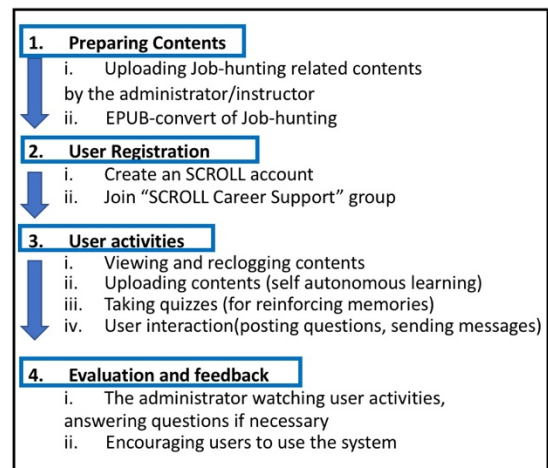 1. Preparing Contents
i. Uploading Job-hunting related contents
by the administrator/instructor
ii. EPUB-convert of Job-hunting
2. User Registration
i. Create an SCROLL account
ii. Join “SCROLL Career Support” group
3. User activities
i. Viewing and reclogging contents
ii. Uploading contents (self autonomous learning)
iii. Taking quizzes (for reinforcing memories)
iv. User interaction(posting questions, sending messages)
4. Evaluation and feedback
i. The administrator watching user activities,
answering questions if necessary
ii. Encouraging users to use the system